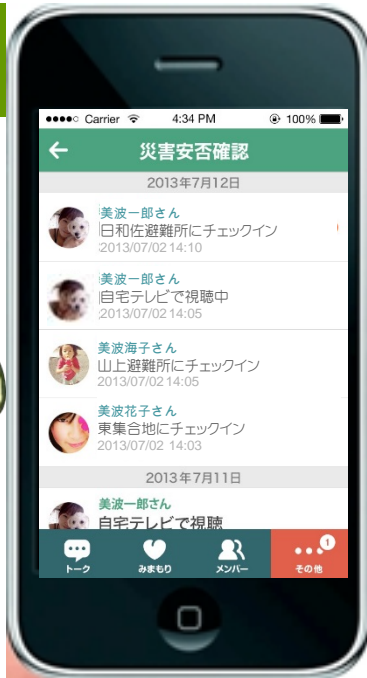 Carrier 4:34 PM 100%
災害安否確認
2013年7月12日
美波一郎さん
日和佐避難所にチェックイン
2013/07/02 14:10
美波一郎さん
自宅テレビで視聴中
2013/07/02 14:05
美波海子さん
山上避難所にチェックイン
2013/07/02 14:05
美波花子さん
東集合地にチェックイン
2013/07/02 14:03
2013年7月11日
美波一郎さん
自宅テレビで視聴
トーク みまもり メンバー その他 1